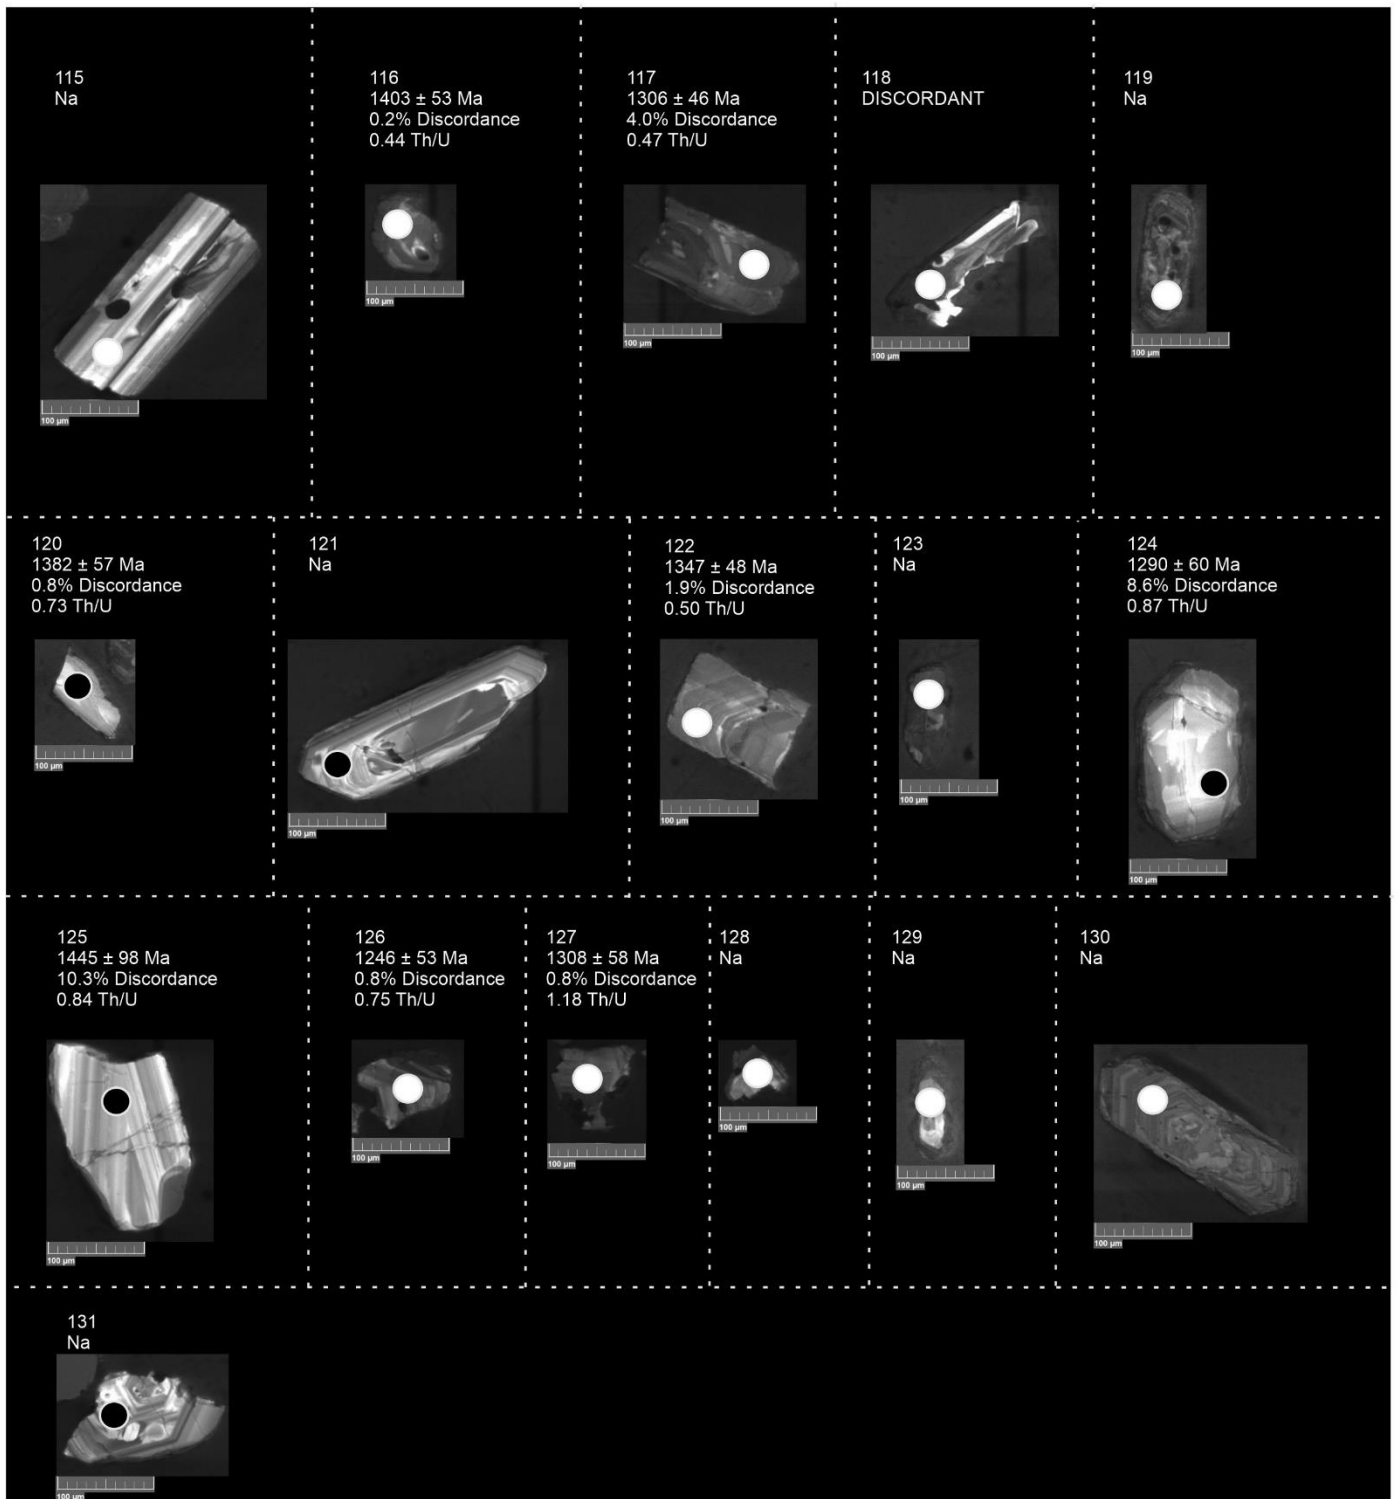 115
Na
116
1403 ± 53 Ma
0.2% Discordance
0.44 Th/U
117
1306 ± 46 Ma
4.0% Discordance
0.47 Th/U
118
DISCORDANT
119
Na
100 µm
100 µm
100 µm
100 µm
100 µm
120
1382 ± 57 Ma
0.8% Discordance
0.73 Th/U
121
Na
122
1347 ± 48 Ma
1.9% Discordance
0.50 Th/U
123
Na
124
1290 ± 60 Ma
8.6% Discordance
0.87 Th/U
100 µm
100 µm
100 µm
100 µm
100 µm
125
1445 ± 98 Ma
10.3% Discordance
0.84 Th/U
126
1246 ± 53 Ma
0.8% Discordance
0.75 Th/U
127
1308 ± 58 Ma
0.8% Discordance
1.18 Th/U
128
Na
129
Na
130
Na
100 µm
100 µm
100 µm
100 µm
100 µm
100 µm
131
Na
100 µm